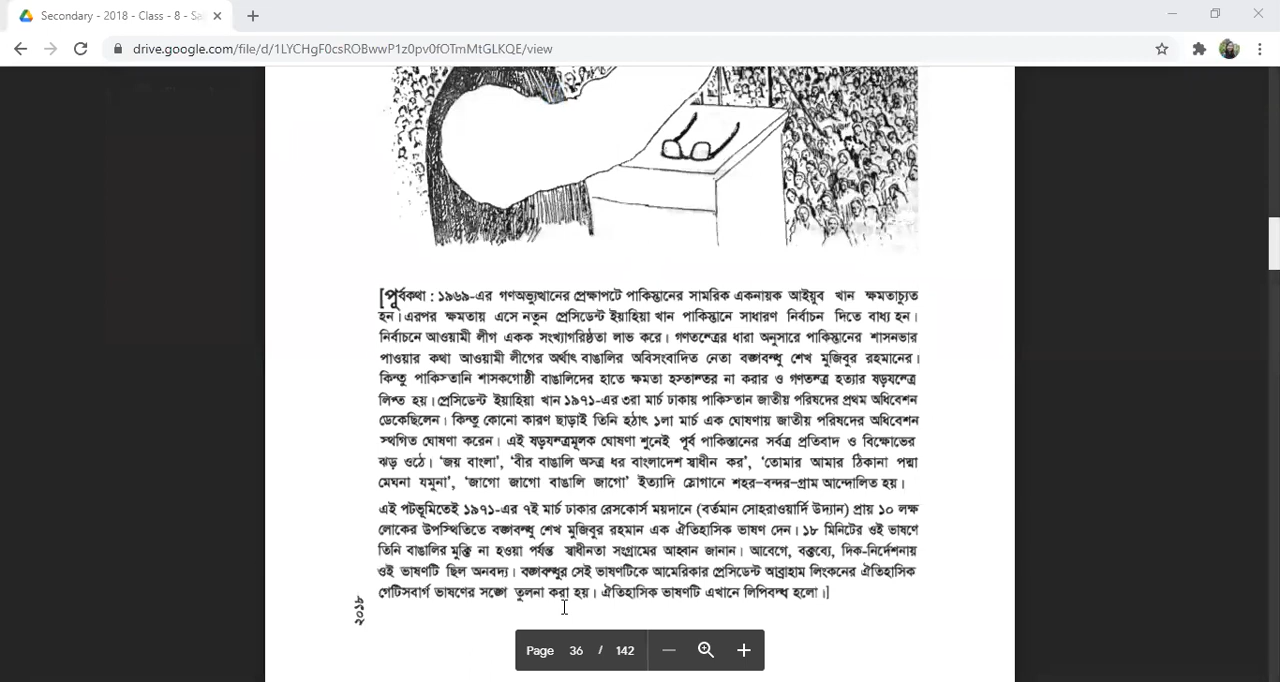 Secondary - 2018 - Class - 8 - Sa
drive.google.com/file/d/1LYCHgF0csROBwwP1z0pv0fOTmMtGLKQE/view
[পূর্বকথা : ১৯৬৯-এর গণঅভ্যুত্থানের প্রেক্ষাপটে পাকিস্তানের সামরিক একনায়ক আইয়ুব খান ক্ষমতাচ্যুত
হন। এরপর ক্ষমতায় এসে নতুন প্রেসিডেন্ট ইয়াহিয়া খান পাকিস্তানে সাধারণ নির্বাচন দিতে বাধ্য হন।
নির্বাচনে আওয়ামী লীগ একক সংখ্যাগরিষ্ঠতা লাভ করে। গণতন্ত্রের ধারা অনুসারে পাকিস্তানের শাসনভার
পাওয়ার কথা আওয়ামী লীগের অর্থাৎ বাঙালির অবিসংবাদিত নেতা বঙ্গবন্ধু শেখ মুজিবুর রহমানের।
কিন্তু পাকিস্তানি শাসকগোষ্ঠী বাঙালিদের হাতে ক্ষমতা হস্তান্তর না করার ও গণতন্ত্র হত্যার ষড়যন্ত্রে
লিপ্ত হয়। প্রেসিডেন্ট ইয়াহিয়া খান ১৯৭১-এর ৩রা মার্চ ঢাকায় পাকিস্তান জাতীয় পরিষদের প্রথম অধিবেশন
ডেকেছিলেন। কিন্তু কোনো কারণ ছাড়াই তিনি হঠাৎ ১লা মার্চ এক ঘোষণায় জাতীয় পরিষদের অধিবেশন
স্থগিত ঘোষণা করেন। এই ষড়যন্ত্রমূলক ঘোষণা শুনেই পূর্ব পাকিস্তানের সর্বত্র প্রতিবাদ ও বিক্ষোভের
ঝড় ওঠে। ‘জয় বাংলা’, ‘বীর বাঙালি অস্ত্র ধর বাংলাদেশ স্বাধীন কর’, ‘তোমার আমার ঠিকানা পদ্মা
মেঘনা যমুনা’, ‘জাগো জাগো বাঙালি জাগো’ ইত্যাদি স্লোগানে শহর-বন্দর-গ্রাম আন্দোলিত হয়।
এই পটভূমিতেই ১৯৭১-এর ৭ই মার্চ ঢাকার রেসকোর্স ময়দানে (বর্তমান সোহরাওয়ার্দি উদ্যান) প্রায় ১০ লক্ষ
লোকের উপস্থিতিতে বঙ্গবন্ধু শেখ মুজিবুর রহমান এক ঐতিহাসিক ভাষণ দেন। ১৮ মিনিটের ওই ভাষণে
তিনি বাঙালির মুক্তি না হওয়া পর্যন্ত স্বাধীনতা সংগ্রামের আহ্বান জানান। আবেগে, বক্তব্যে, দিক-নির্দেশনায়
ওই ভাষণটি ছিল অনবদ্য। বঙ্গবন্ধুর সেই ভাষণটিকে আমেরিকার প্রেসিডেন্ট আব্রাহাম লিংকনের ঐতিহাসিক
গেটিসবার্গ ভাষণের সঙ্গে তুলনা করা হয়। ঐতিহাসিক ভাষণটি এখানে লিপিবদ্ধ হলো।]
২০১৮
Page 36 / 142